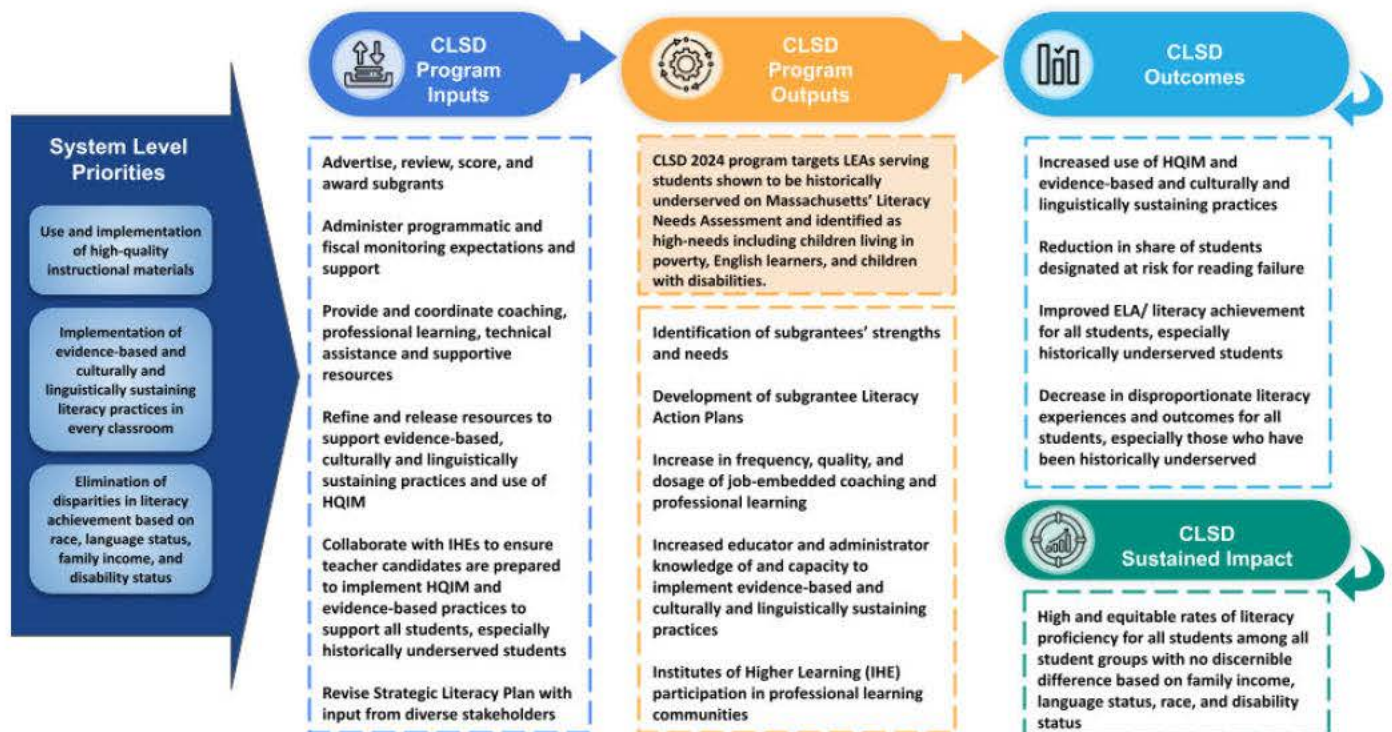 System Level
Priorities
Use and implementation
of high-quality
instructional materials
Implementation of
evidence-based and
culturally and
linguistically sustaining
literacy practices in
every classroom
Elimination of
disparities in literacy
achievement based on
race, language status,
family income, and
disability status
CLSD
Program
Inputs
Advertise, review, score, and
award subgrants
Administer programmatic and
fiscal monitoring expectations and
support
Provide and coordinate coaching,
professional learning, technical
assistance and supportive
resources
Refine and release resources to
support evidence-based,
culturally and linguistically
sustaining practices and use of
HQIM
Collaborate with IHEs to ensure
teacher candidates are prepared
to implement HQIM and
evidence-based practices to
support all students, especially
historically underserved students
Revise Strategic Literacy Plan with
input from diverse stakeholders
CLSD
Program
Outputs
CLSD 2024 program targets LEAs serving
students shown to be historically
underserved on Massachusetts' Literacy
Needs Assessment and identified as
high-needs including children living in
poverty, English learners, and children
with disabilities.
Identification of subgrantees' strengths
and needs
Development of subgrantee Literacy
Action Plans
Increase in frequency, quality, and
dosage of job-embedded coaching and
professional learning
Increased educator and administrator
knowledge of and capacity to
implement evidence-based and
culturally and linguistically sustaining
practices
Institutes of Higher Learning (IHE)
participation in professional learning
communities
CLSD
Outcomes
Increased use of HQIM and
evidence-based and culturally and
linguistically sustaining practices
Reduction in share of students
designated at risk for reading failure
Improved ELA/ literacy achievement
for all students, especially
historically underserved students
Decrease in disproportionate literacy
experiences and outcomes for all
students, especially those who have
been historically underserved
CLSD
Sustained Impact
High and equitable rates of literacy
proficiency for all students among all
student groups with no discernible
difference based on family income,
language status, race, and disability
status